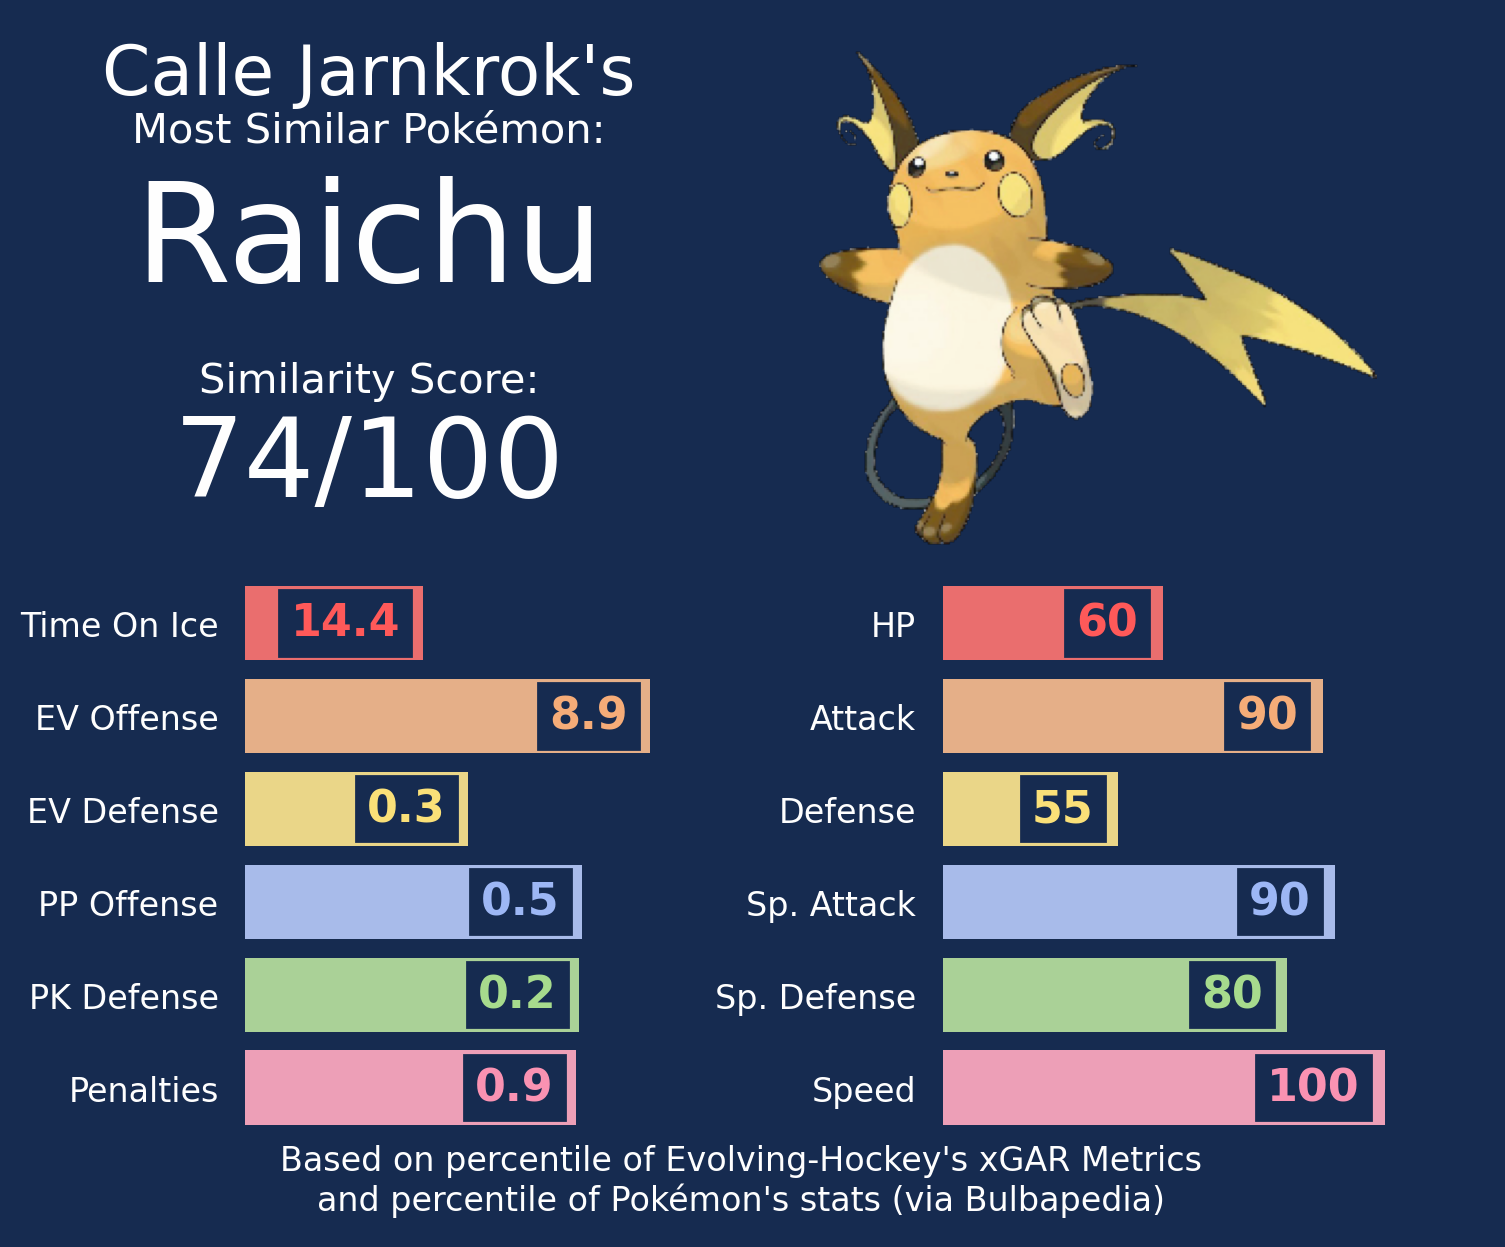 Calle Jarnkrok's
Most Similar Pokémon:
Raichu
Similarity Score:
74/100
Time On Ice 14.4
EV Offense 8.9
EV Defense 0.3
PP Offense 0.5
PK Defense 0.2
Penalties 0.9
HP 60
Attack 90
Defense 55
Sp. Attack 90
Sp. Defense 80
Speed 100
Based on percentile of Evolving-Hockey's xGAR Metrics
and percentile of Pokémon's stats (via Bulbapedia)